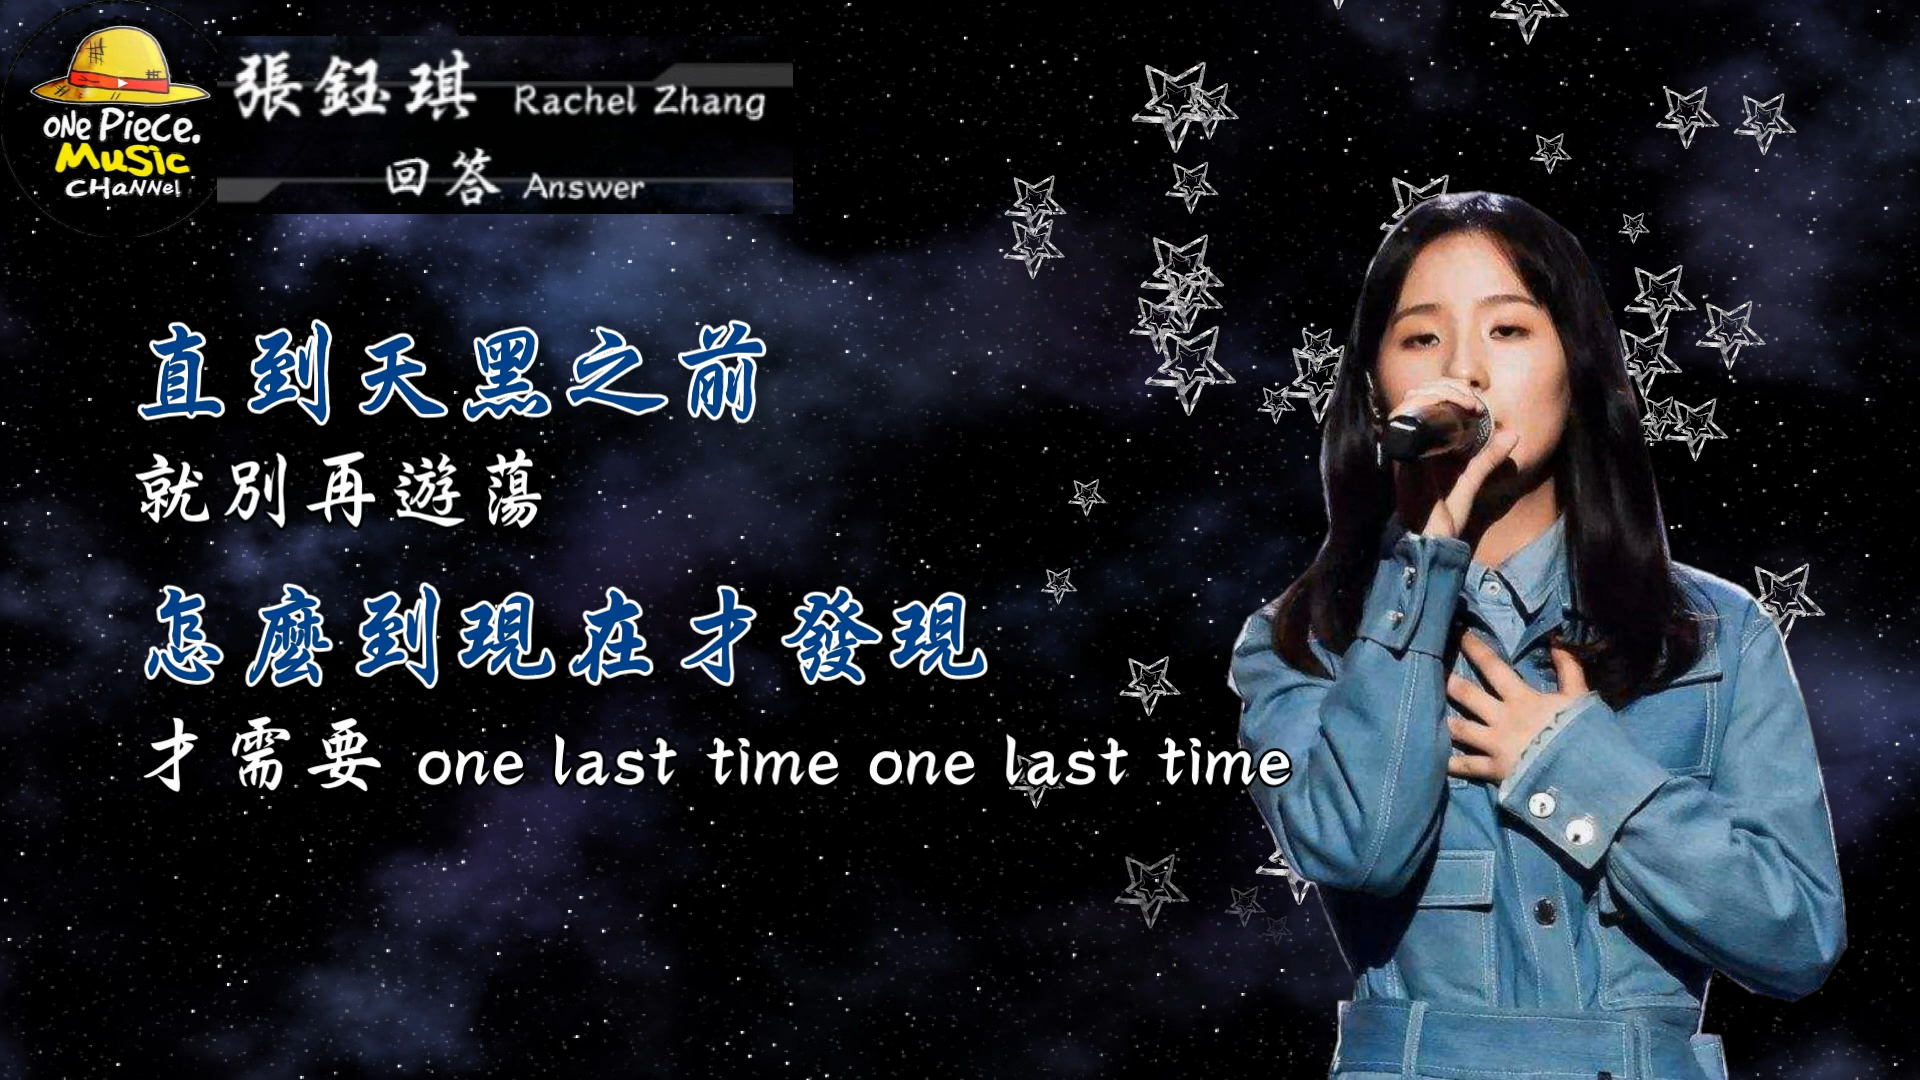 ONE PIECE.
MUSIC
CHANNEL
張鈺琪 Rachel Zhang
回答 Answer
直到天黑之前
就別再遊蕩
怎麼到現在才發現
才需要 one last time one last time